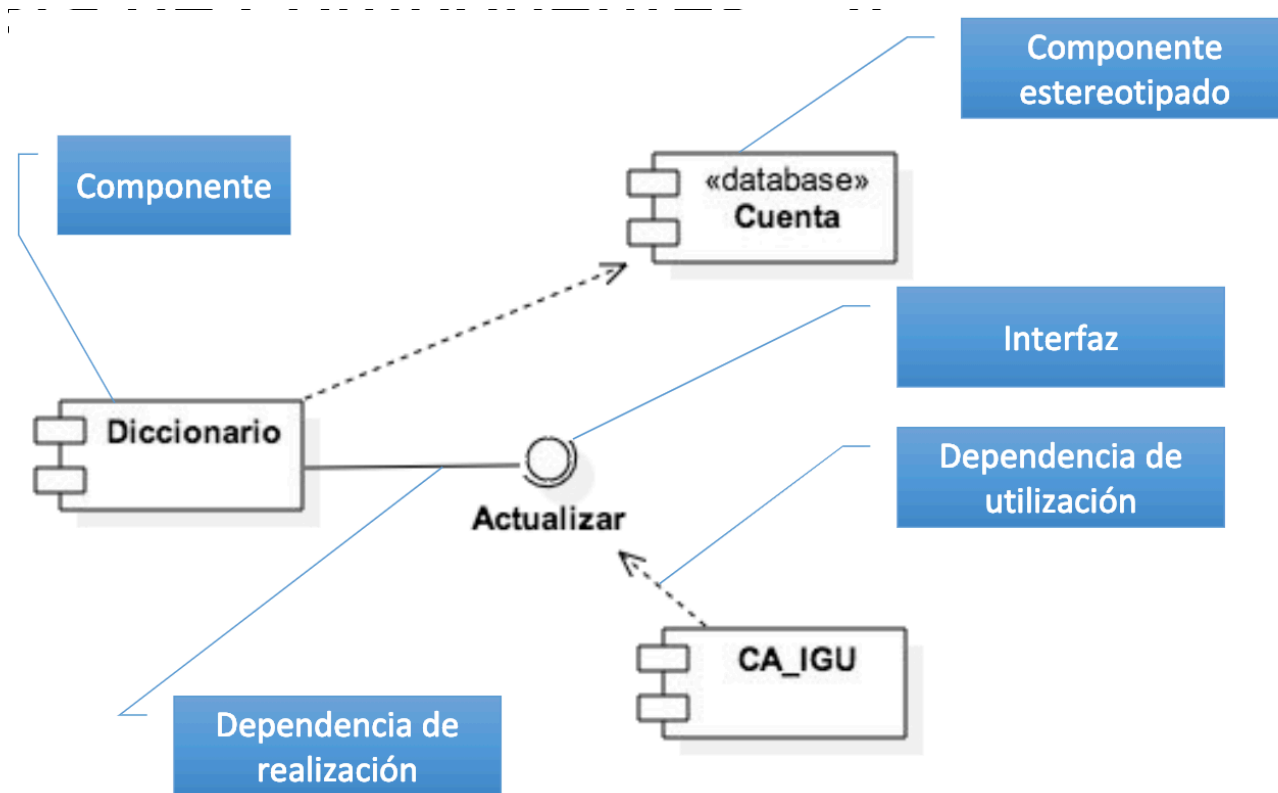 Componente
estereotipado
Componente
«database»
Cuenta
Interfaz
Diccionario
Dependencia de
utilización
Actualizar
CA_IGU
Dependencia de
realización